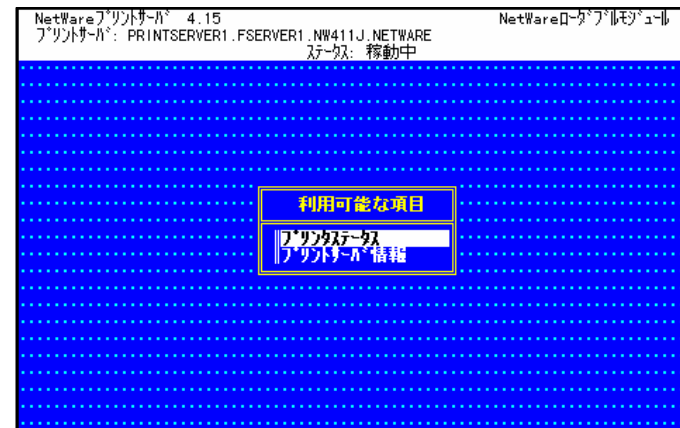 NetWareプリントサーバ 4.15 NetWareローダブルモジュール
プリントサーバ: PRINTSERVER1.FSERVER1.NW411J.NETWARE
ステータス: 稼動中
利用可能な項目
プリンタステータス
プリントサーバ情報